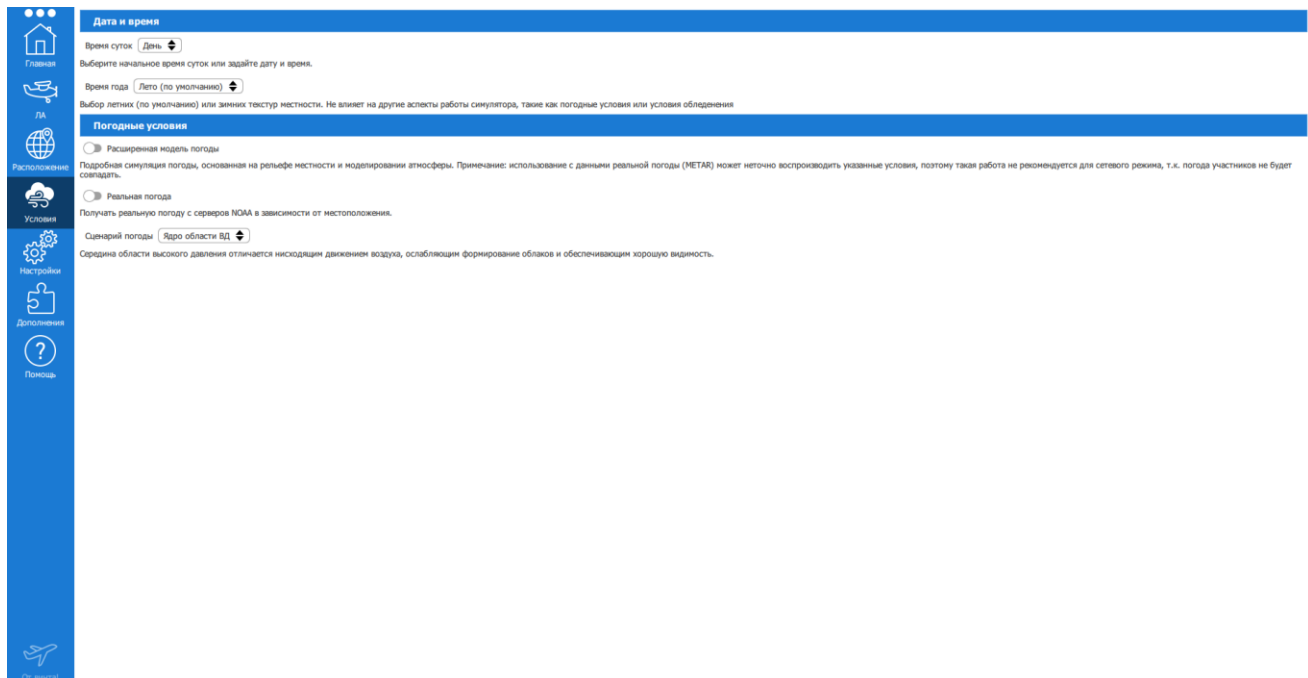 Дата и время
Время суток День
Выберите начальное время суток или задайте дату и время.
Время года Лето (по умолчанию)
Выбор летних (по умолчанию) или зимних текстур местности. Не влияет на другие аспекты работы симулятора, такие как погодные условия или условия обледенения
Погодные условия
Расширенная модель погоды
Подробная симуляция погоды, основанная на рельефе местности и моделировании атмосферы. Примечание: использование с данными реальной погоды (METAR) может неточно воспроизводить указанные условия, поэтому такая работа не рекомендуется для сетевого режима, т.к. погода участников не будет
совпадать.
Реальная погода
Получать реальную погоду с серверов NOAA в зависимости от местоположения.
Сценарий погоды Ядро области ВД
Середина области высокого давления отличается нисходящим движением воздуха, ослабляющим формирование облаков и обеспечивающим хорошую видимость.
Главная
ЛА
Расположение
Условия
Настройки
Дополнения
?
Помощь